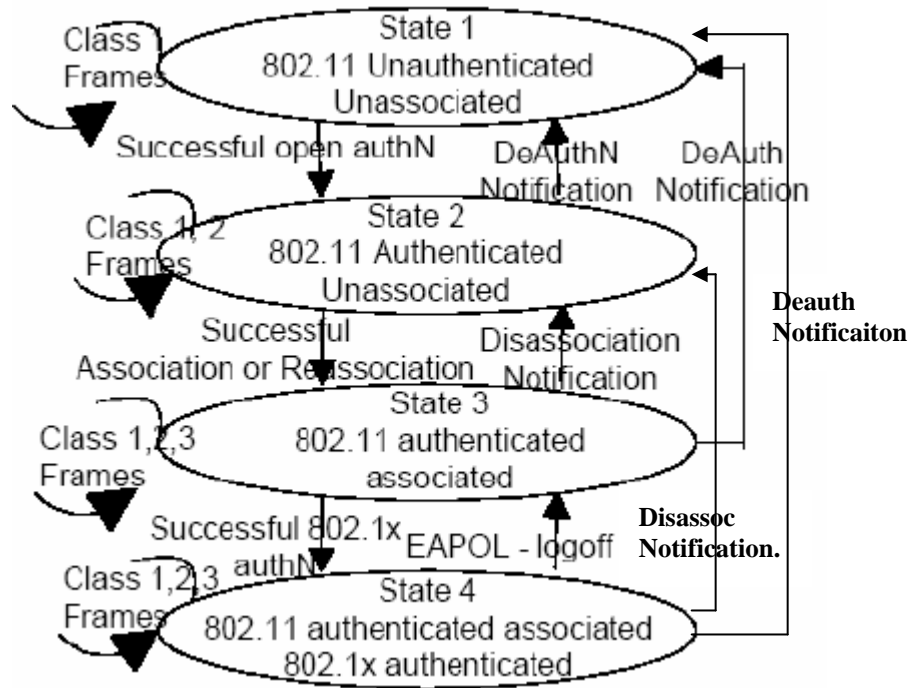 Class 1
Frames
State 1
802.11 Unauthenticated
Unassociated
Successful open authN
DeAuthN
Notification
DeAuth
Notification
Class 1, 2
Frames
State 2
802.11 Authenticated
Unassociated
Deauth
Notificaiton
Successful
Association or Reassociation
Disassociation
Notification
Class 1,2,3
Frames
State 3
802.11 authenticated
associated
Successful 802.1x
authN
EAPOL - logoff
Disassoc
Notification.
Class 1,2,3
Frames
State 4
802.11 authenticated associated
802.1x authenticated